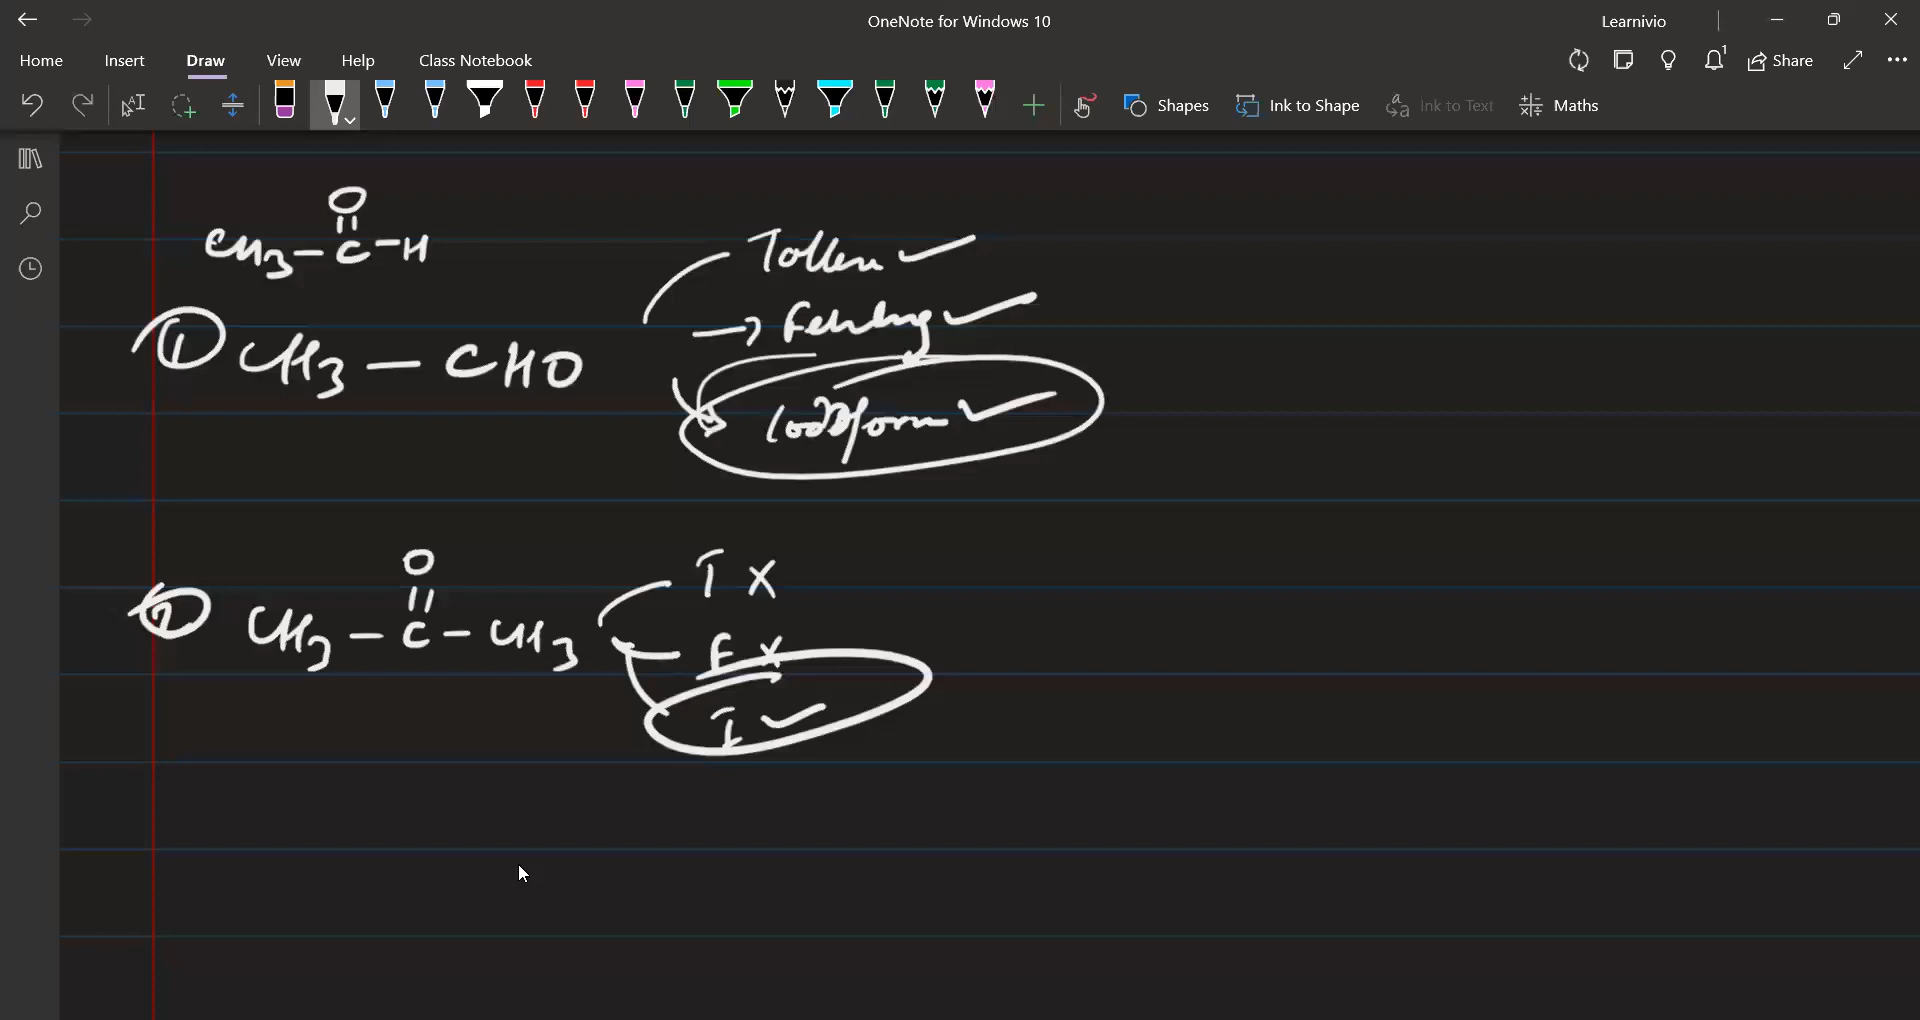 OneNote for Windows 10
Learnivio
Home Insert Draw View Help Class Notebook
1
Share
Shapes Ink to Shape Ink to Text Maths
O
CH3 - C - H
Tollen ✓
→ Fehling ✓
① CH3 - CHO
Iodoform ✓
O
T X
② CH3 - C - CH3
F X
I ✓